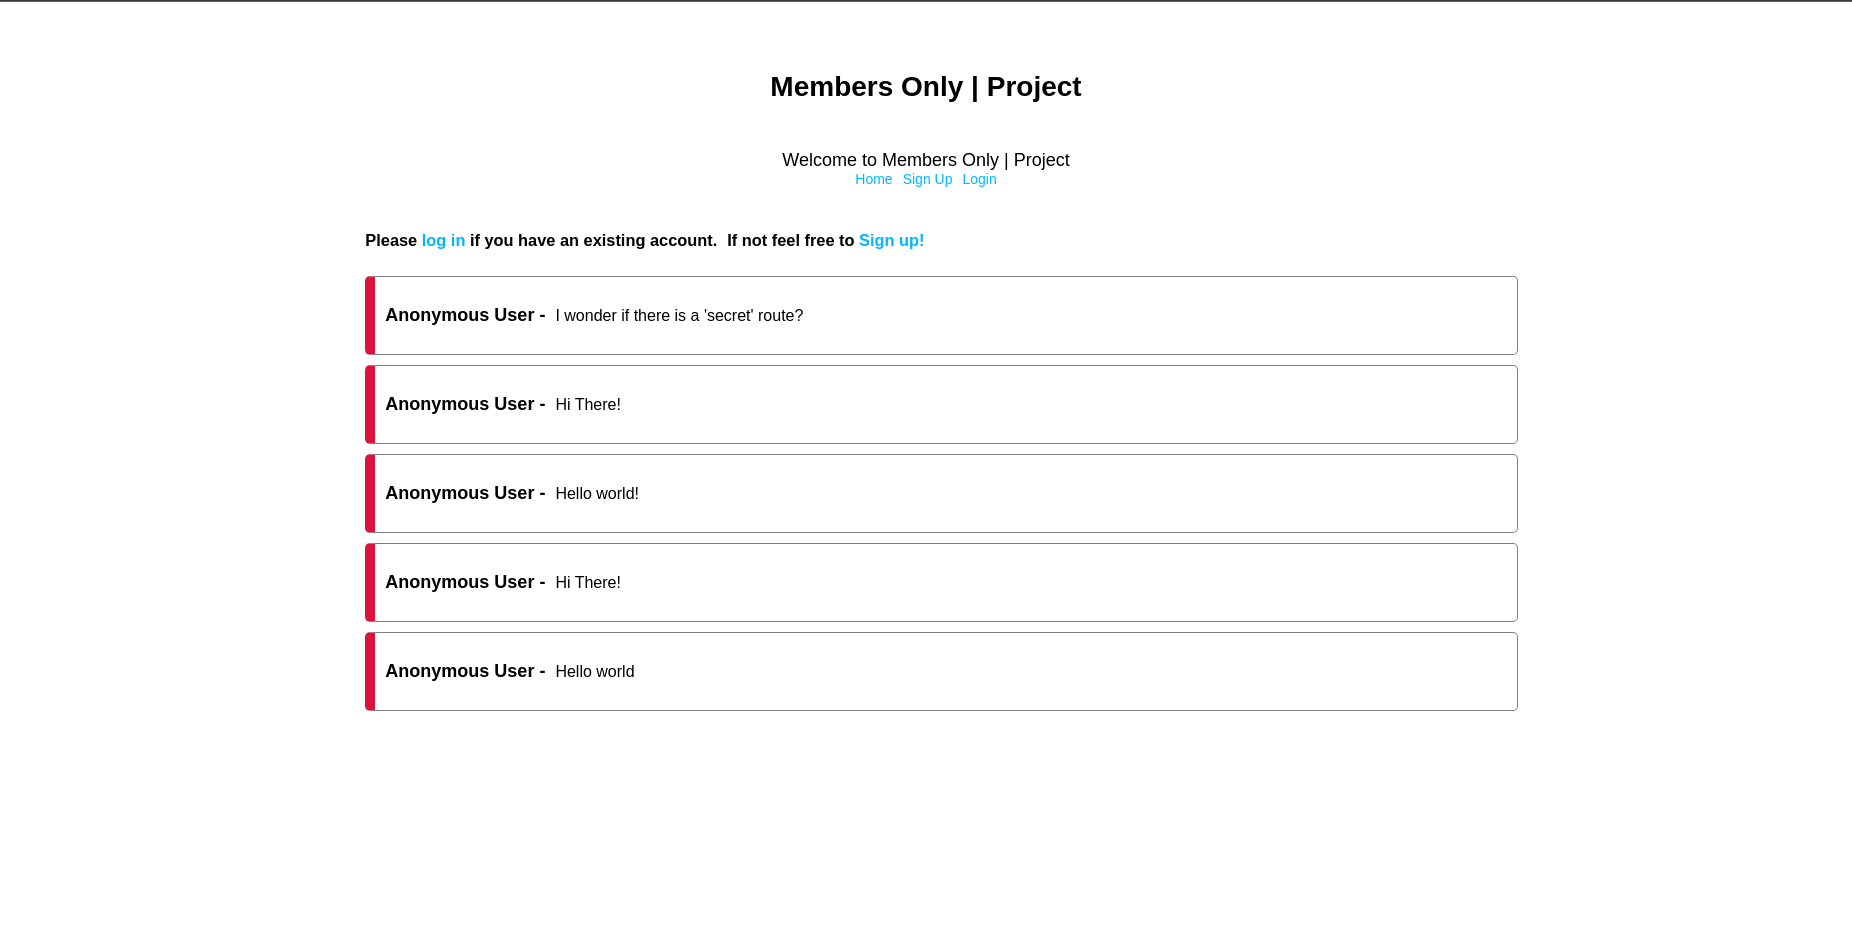 Members Only | Project
Welcome to Members Only | Project
Home Sign Up Login
Please log in if you have an existing account. If not feel free to Sign up!
Anonymous User - I wonder if there is a 'secret' route?
Anonymous User - Hi There!
Anonymous User - Hello world!
Anonymous User - Hi There!
Anonymous User - Hello world